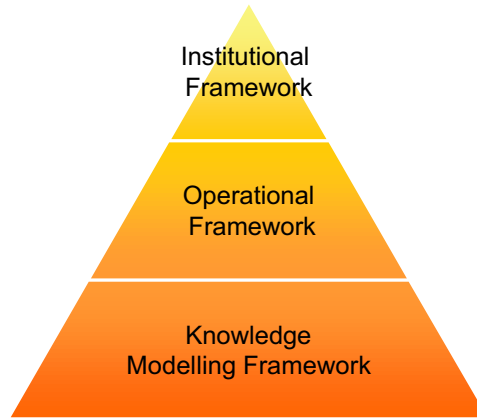 Institutional
Framework
Operational
Framework
Knowledge
Modelling Framework